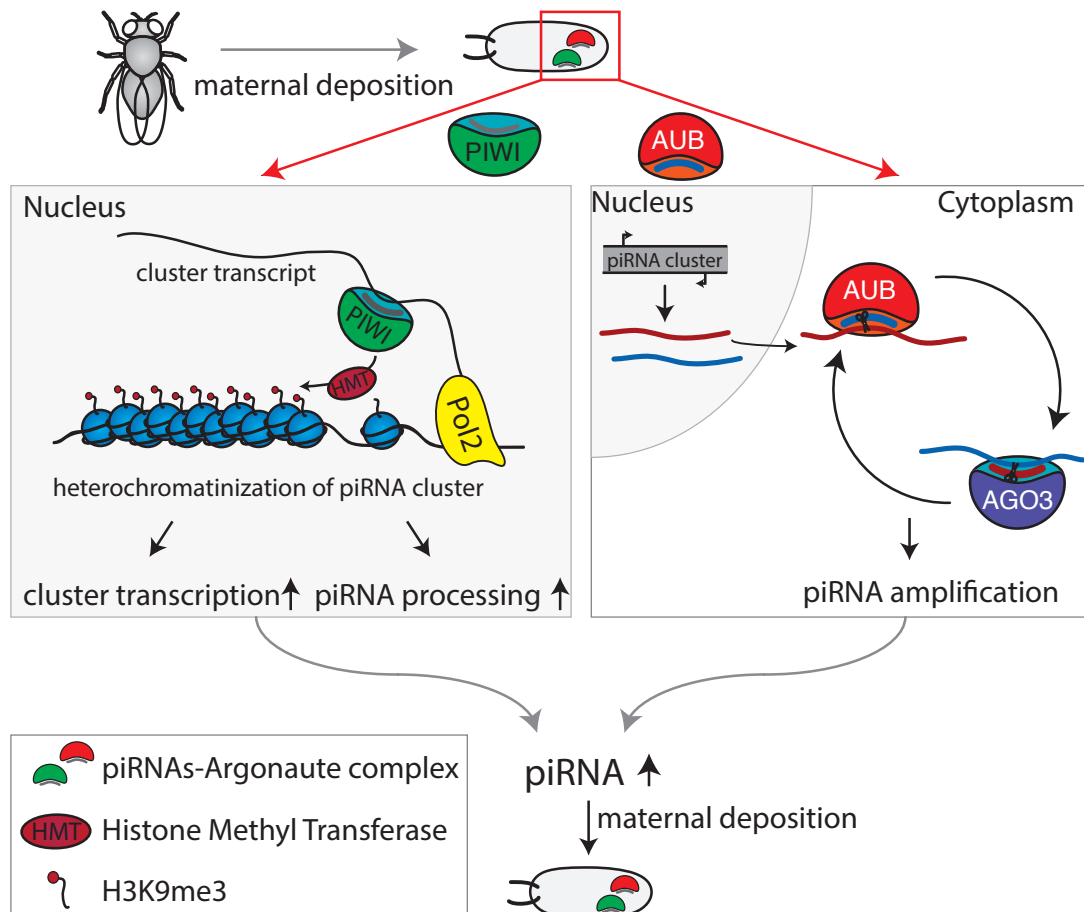 maternal deposition
PIWI
AUB
Nucleus
cluster transcript
PIWI
HMT
Pol2
heterochromatinization of piRNA cluster
cluster transcription
piRNA processing
Nucleus
Cytoplasm
piRNA cluster
AUB
AGO3
piRNA amplification
piRNA
maternal deposition
piRNAs-Argonaute complex
HMT
Histone Methyl Transferase
H3K9me3